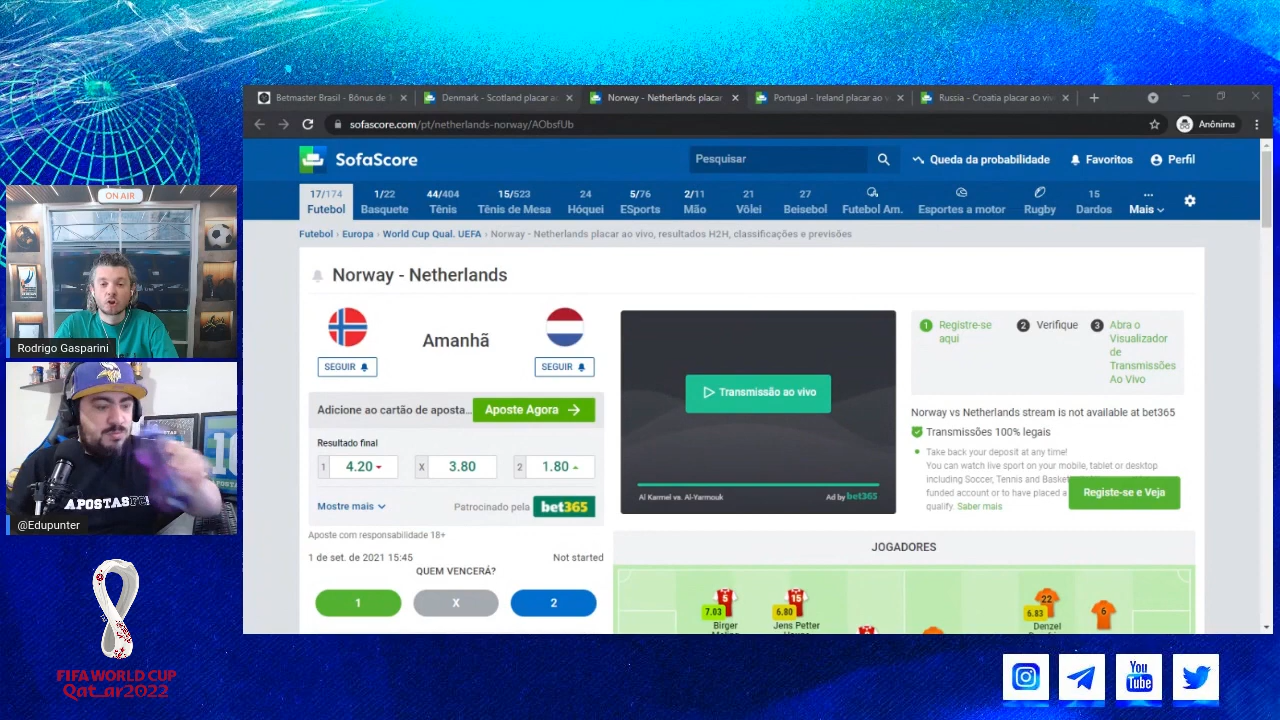 Betmaster Brasil - Bônus de
Denmark - Scotland placar ao
Norway - Netherlands placar
Portugal - Ireland placar ao v
Russia - Croatia placar ao viv
sofascore.com/pt/netherlands-norway/AObsfUb
Anônima
SofaScore
Pesquisar
Queda da probabilidade
Favoritos
Perfil
17/174 1/22 44/404 15/523 24 5/76 2/11 21 27 15 ...
Futebol Basquete Tênis Tênis de Mesa Hóquei ESports Mão Vôlei Beisebol Futebol Am. Esportes a motor Rugby Dardos Mais
Futebol › Europa › World Cup Qual. UEFA › Norway - Netherlands placar ao vivo, resultados H2H, classificações e previsões
Norway - Netherlands
Amanhã
SEGUIR SEGUIR
Adicione ao cartão de aposta... Aposte Agora
Resultado final
1 4.20 X 3.80 2 1.80
Mostre mais Patrocinado pela bet365
Aposte com responsabilidade 18+
1 de set. de 2021 15:45 Not started
QUEM VENCERÁ?
1 X 2
Transmissão ao vivo
Al Karmel vs. Al-Yarmouk Ad by bet365
1 Registre-se
aqui
2 Verifique
3 Abra o
Visualizador
de
Transmissões
Ao Vivo
Norway vs Netherlands stream is not available at bet365
Transmissões 100% legais
Take back your deposit at any time!
You can watch live sport on your mobile, tablet or desktop
including Soccer, Tennis and
funded account or to have placed a
qualify. Saber mais
Registe-se e Veja
JOGADORES
5 15 22 6
7.03 6.80 6.83
Birger Jens Petter Denzel
ON AIR
Rodrigo Gasparini
APOSTASFC
@Edupunter
FIFA WORLD CUP
Qatar2022
You
Tube